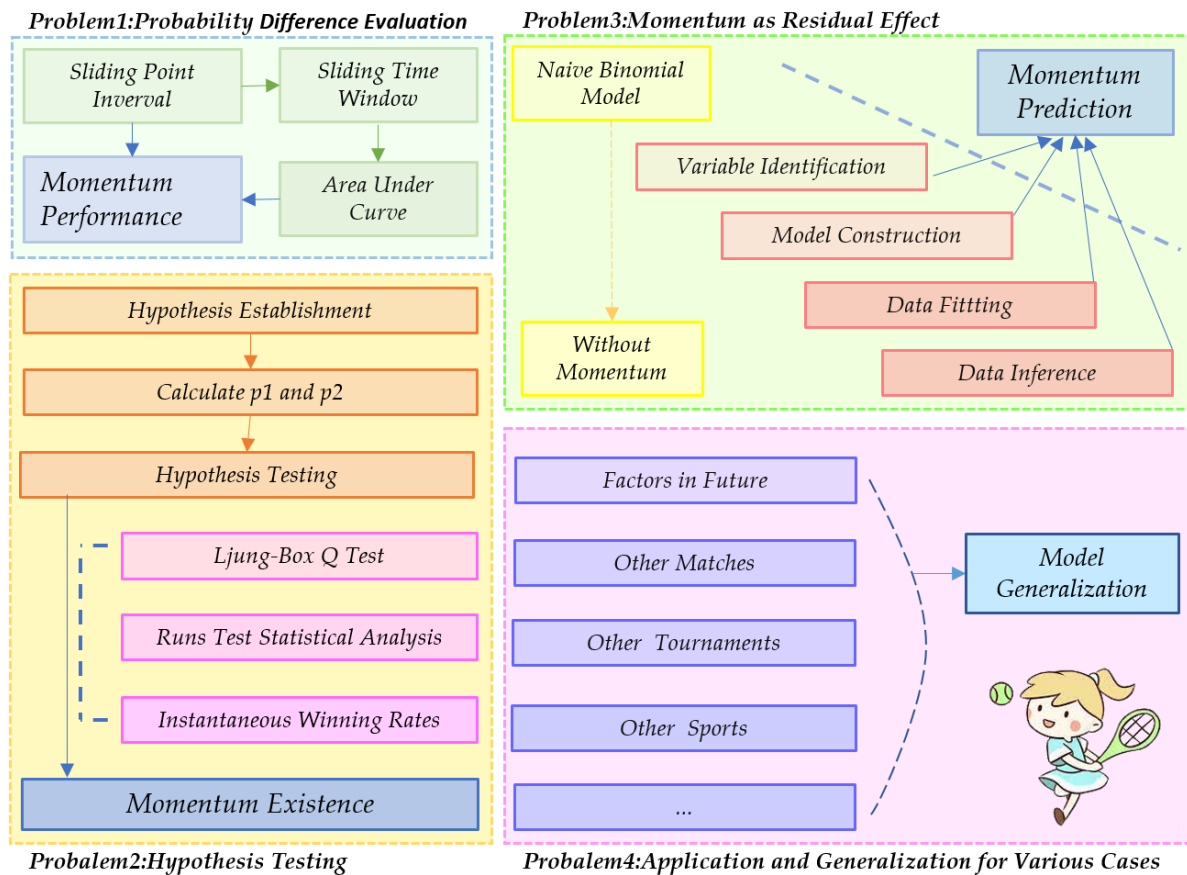 Problem1:Probability Difference Evaluation
Sliding Point
Inverval
Sliding Time
Window
Momentum
Performance
Area Under
Curve
Problem3:Momentum as Residual Effect
Naive Binomial
Model
Momentum
Prediction
Variable Identification
Model Construction
Data Fittting
Without
Momentum
Data Inference
Hypothesis Establishment
Calculate p1 and p2
Hypothesis Testing
Ljung-Box Q Test
Runs Test Statistical Analysis
Instantaneous Winning Rates
Momentum Existence
Probalem2:Hypothesis Testing
Factors in Future
Other Matches
Other Tournaments
Other Sports
...
Model
Generalization
Probalem4:Application and Generalization for Various Cases